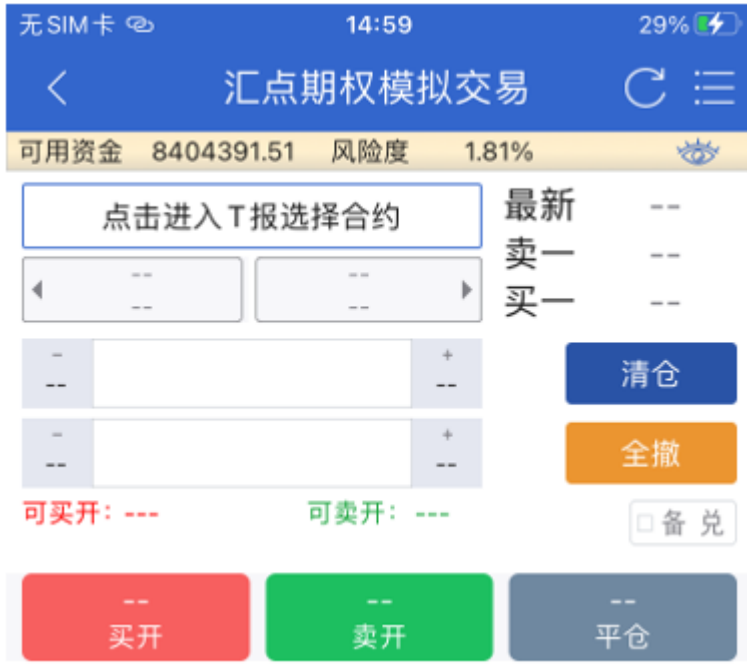 无SIM卡 14:59 29%
汇点期权模拟交易
可用资金 8404391.51 风险度 1.81%
点击进入T报选择合约
最新 --
卖一 --
买一 --
-- --
-- --
- +
-- --
清仓
- +
-- --
全撤
可买开: --- 可卖开: ---
备 兑
-- -- --
买开 卖开 平仓